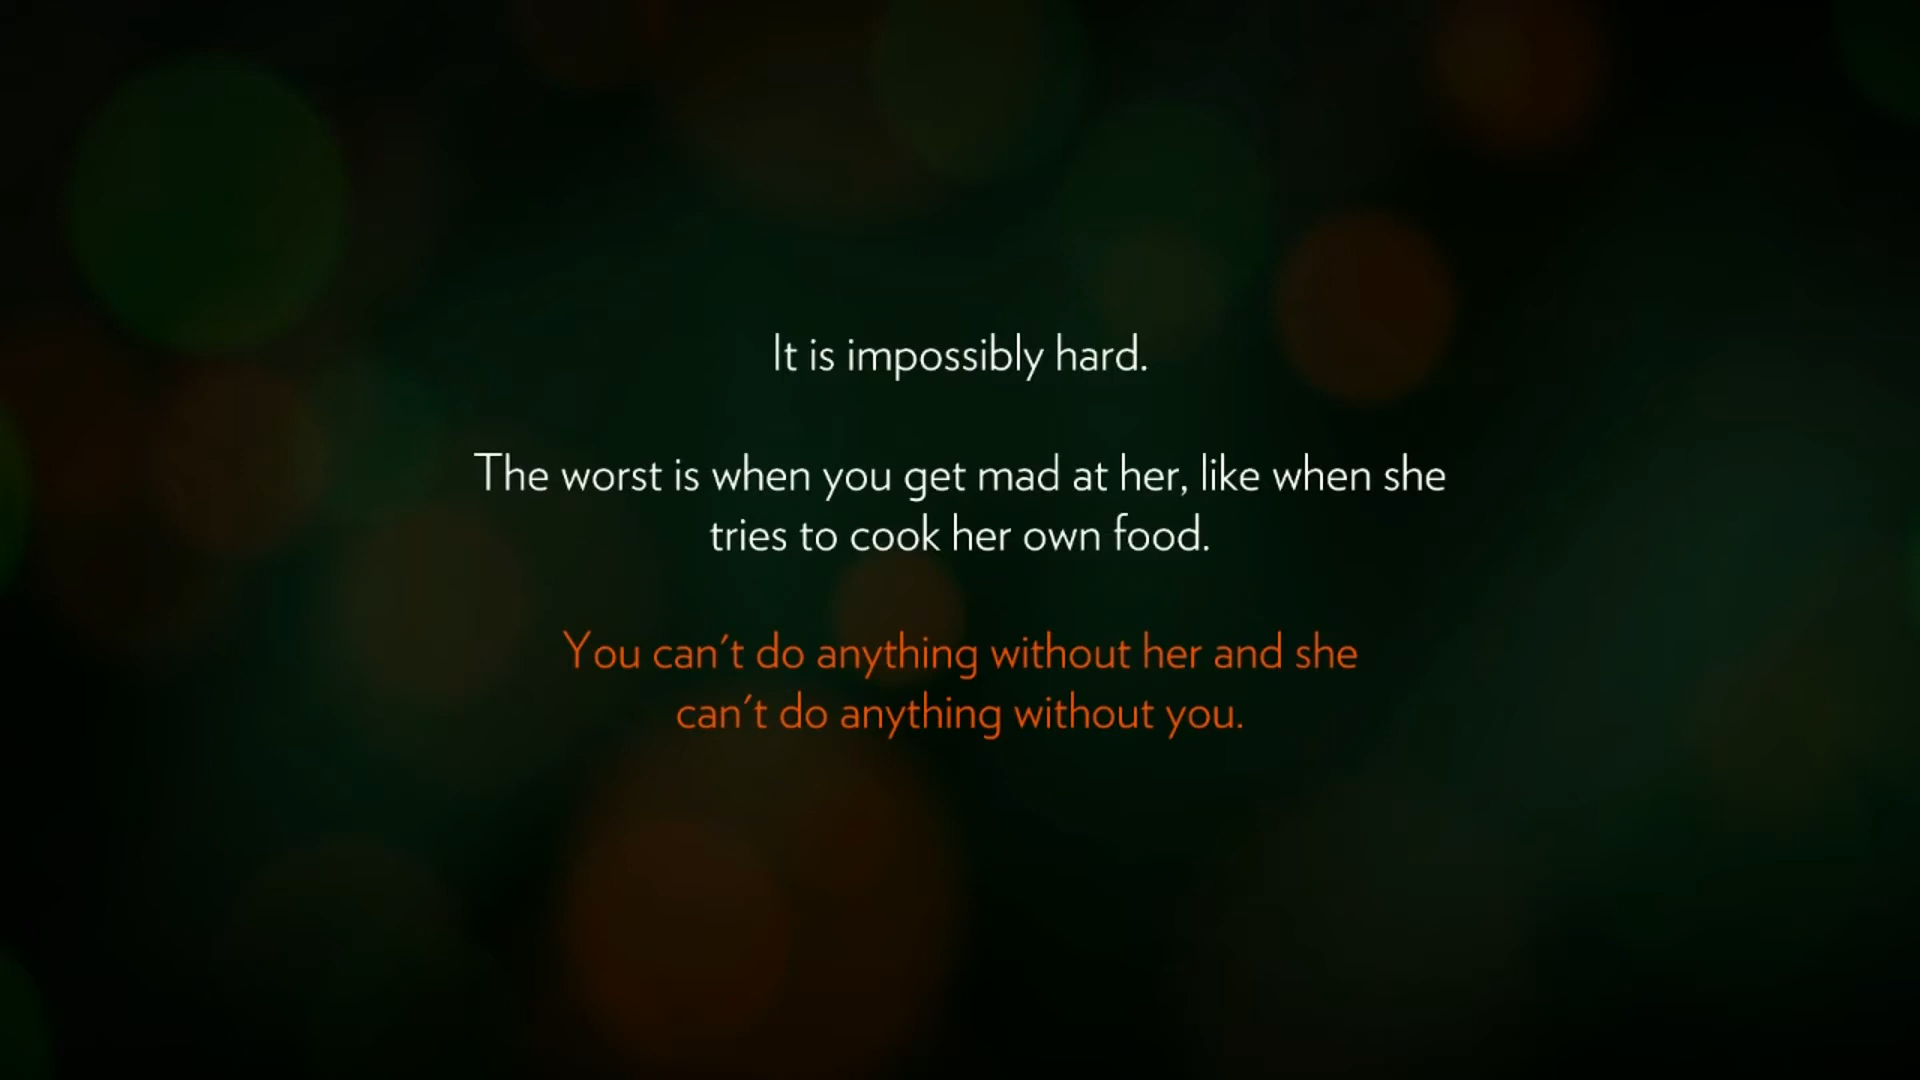 It is impossibly hard.
The worst is when you get mad at her, like when she
tries to cook her own food.
You can't do anything without her and she
can't do anything without you.